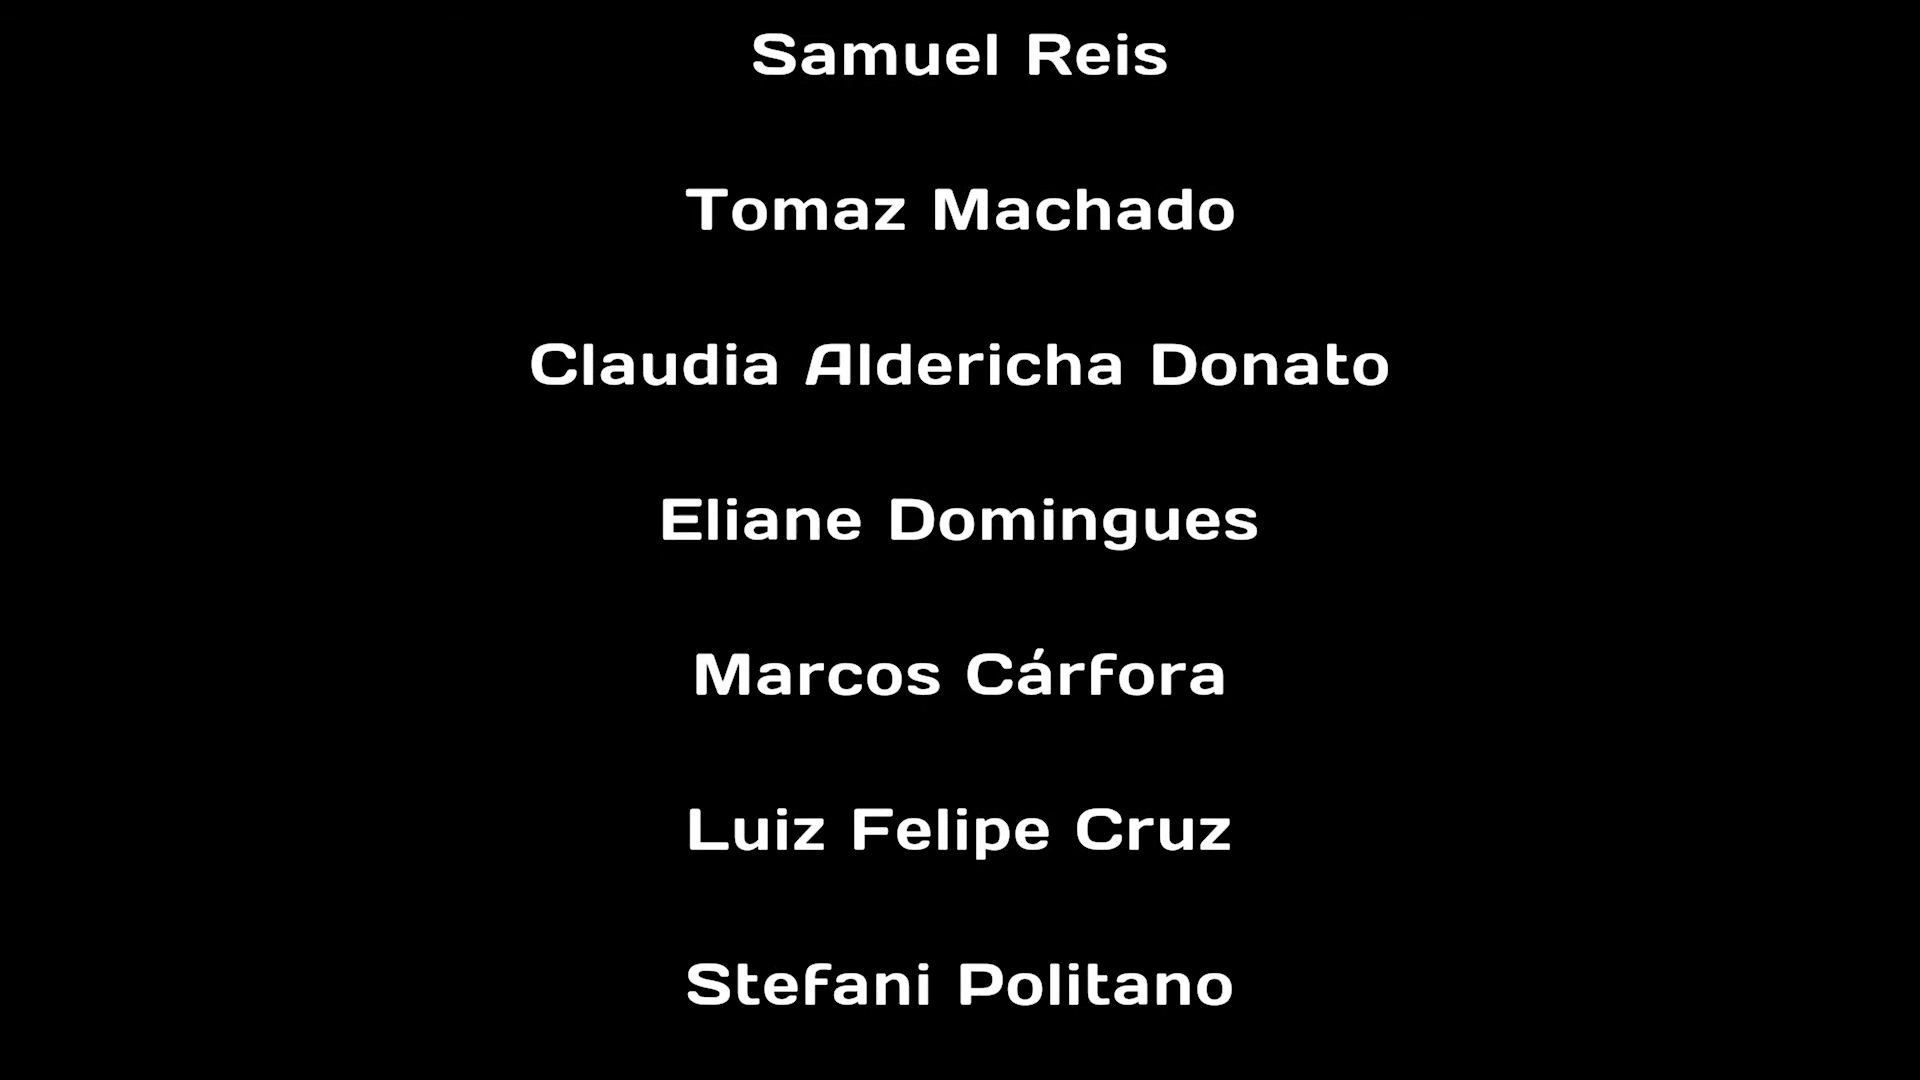 Samuel Reis
Tomaz Machado
Claudia Aldericha Donato
Eliane Domingues
Marcos Cárfora
Luiz Felipe Cruz
Stefani Politano